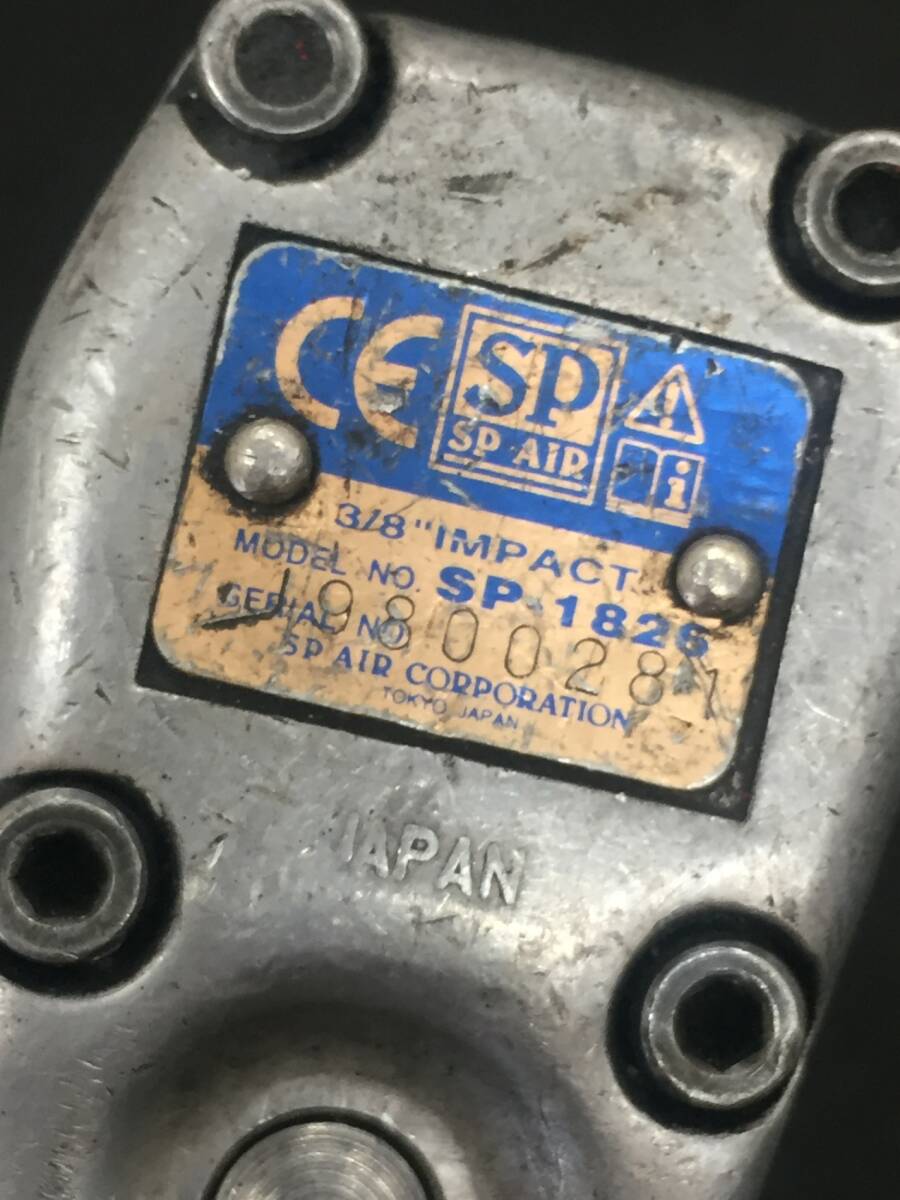 CE
SP
SP AIR
i
3/8" IMPACT
MODEL NO. SP-1826
SERIAL NO. J9800281
SP AIR CORPORATION
TOKYO JAPAN
JAPAN